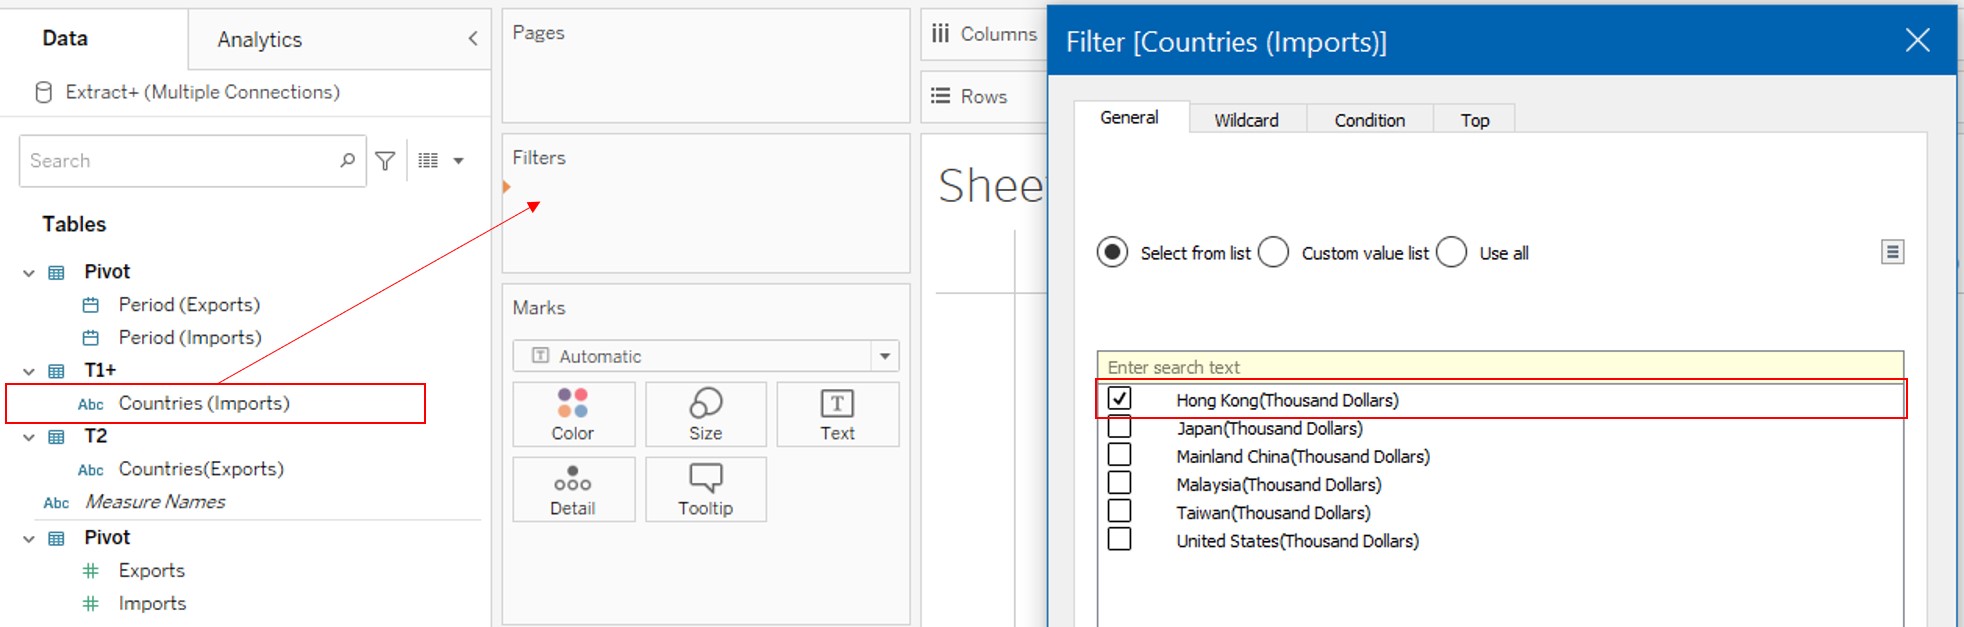 Data
Analytics
Extract+ (Multiple Connections)
Search
Tables
Pivot
Period (Exports)
Period (Imports)
T1+
Abc Countries (Imports)
T2
Abc Countries(Exports)
Abc Measure Names
Pivot
# Exports
# Imports
Pages
Filters
Marks
T Automatic
Color
Size
T Text
Detail
Tooltip
Columns
Rows
Shee
Filter [Countries (Imports)]
General
Wildcard
Condition
Top
Select from list
Custom value list
Use all
Enter search text
Hong Kong(Thousand Dollars)
Japan(Thousand Dollars)
Mainland China(Thousand Dollars)
Malaysia(Thousand Dollars)
Taiwan(Thousand Dollars)
United States(Thousand Dollars)